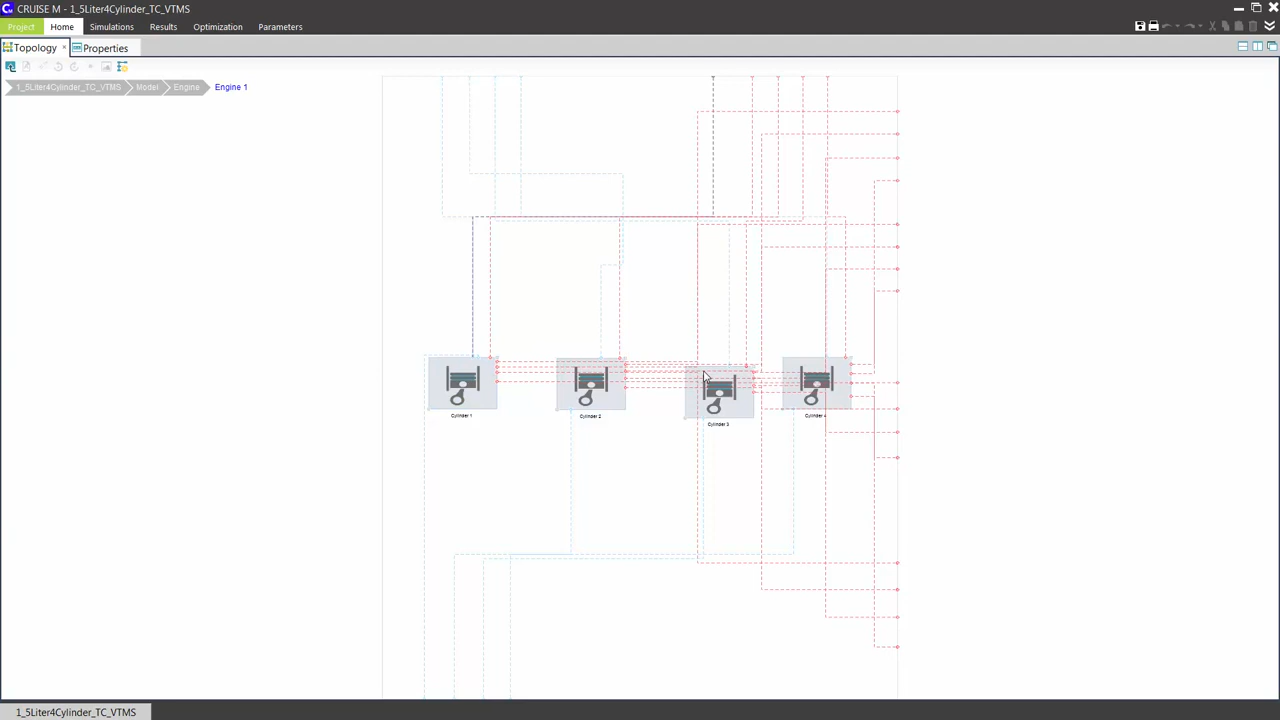 CRUISE M - 1_5Liter4Cylinder_TC_VTMS
Project Home Simulations Results Optimization Parameters
Topology Properties
1_5Liter4Cylinder_TC_VTMS Model Engine Engine 1
Cylinder 1 Cylinder 2 Cylinder 3 Cylinder 4
1_5Liter4Cylinder_TC_VTMS